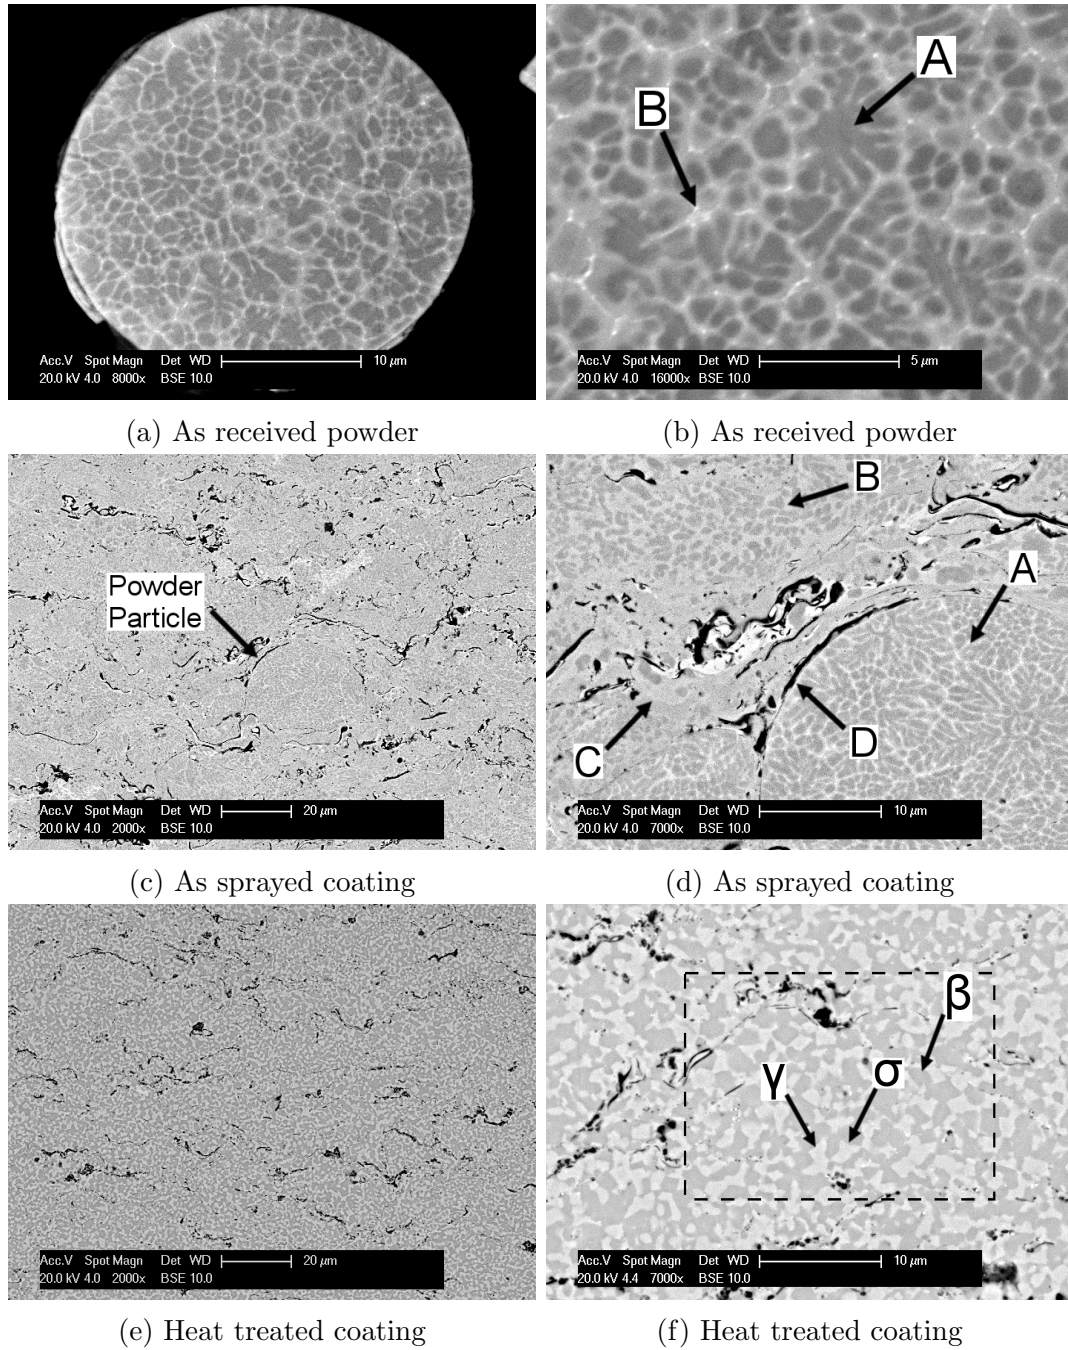 A
B
Acc.V Spot Magn Det WD 10 µm
20.0 kV 4.0 8000x BSE 10.0
Acc.V Spot Magn Det WD 5 µm
20.0 kV 4.0 16000x BSE 10.0
(a) As received powder
(b) As received powder
Powder
Particle
B
A
C
D
Acc.V Spot Magn Det WD 20 µm
20.0 kV 4.0 2000x BSE 10.0
Acc.V Spot Magn Det WD 10 µm
20.0 kV 4.0 7000x BSE 10.0
(c) As sprayed coating
(d) As sprayed coating
β
γ
σ
Acc.V Spot Magn Det WD 20 µm
20.0 kV 4.0 2000x BSE 10.0
Acc.V Spot Magn Det WD 10 µm
20.0 kV 4.4 7000x BSE 10.0
(e) Heat treated coating
(f) Heat treated coating